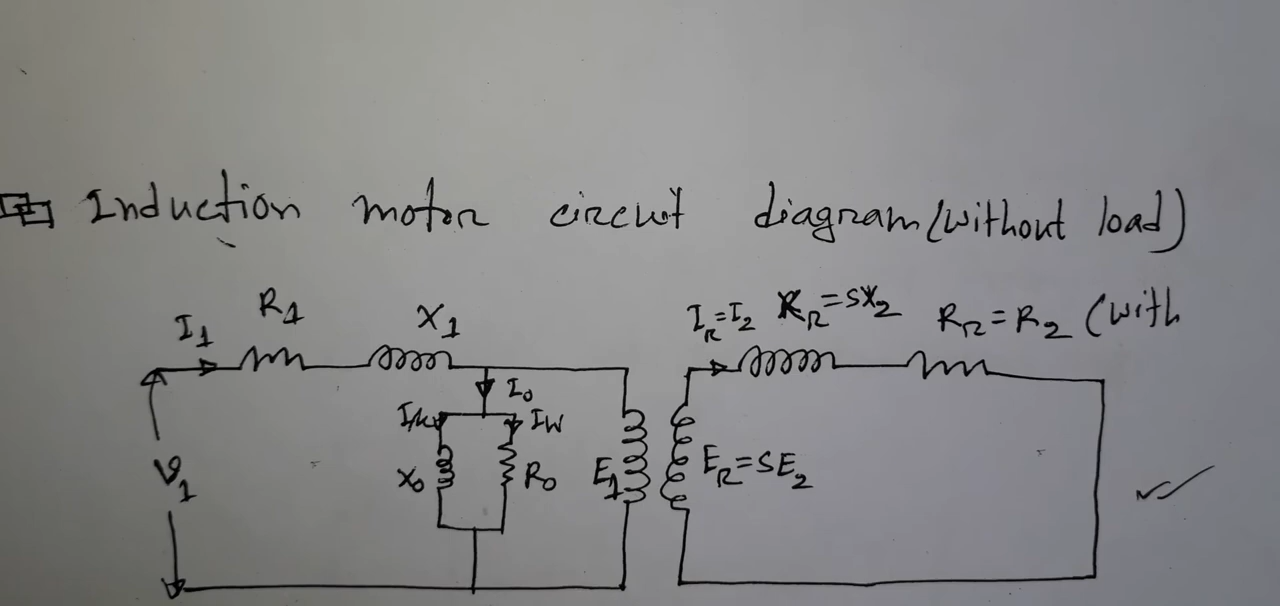 Induction motor circuit diagram (without load)
I1 R1 X1 IR=I2 XR=SX2 RR=R2 (with
I0
Iμ IW
X0 R0 E1 ER=SE2
V1